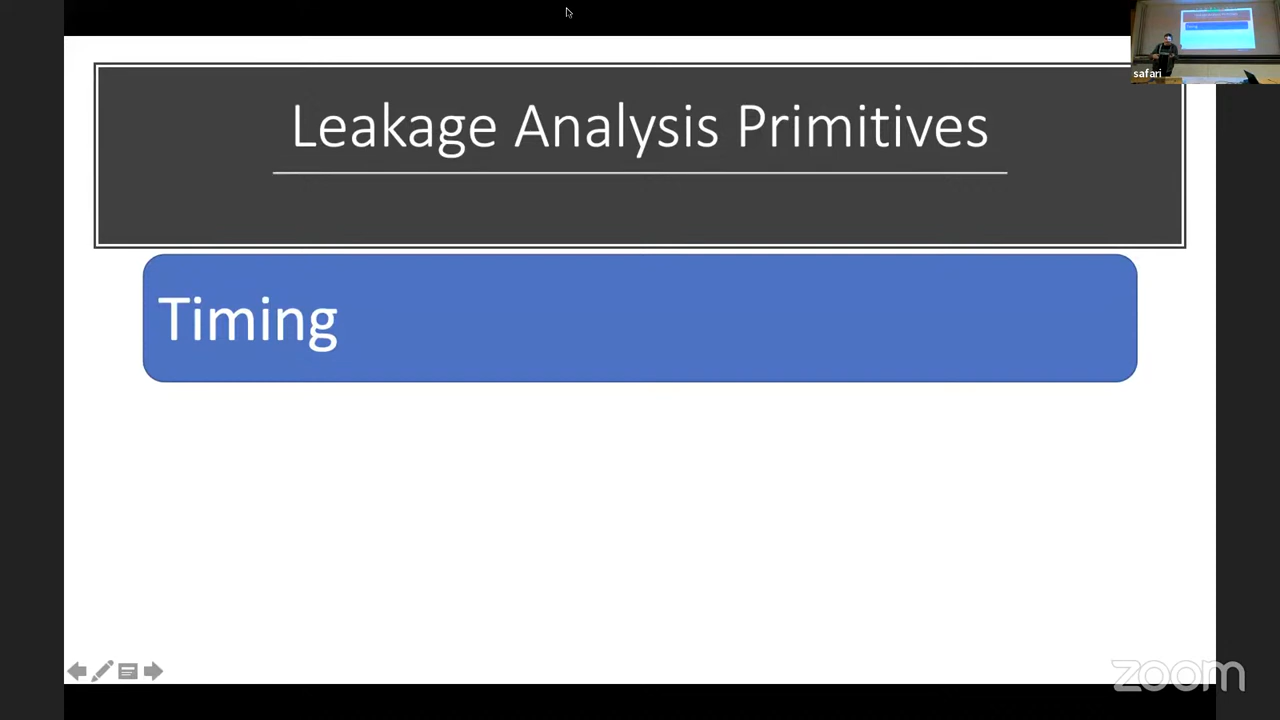 Leakage Analysis Primitives
Timing
safari
zoom